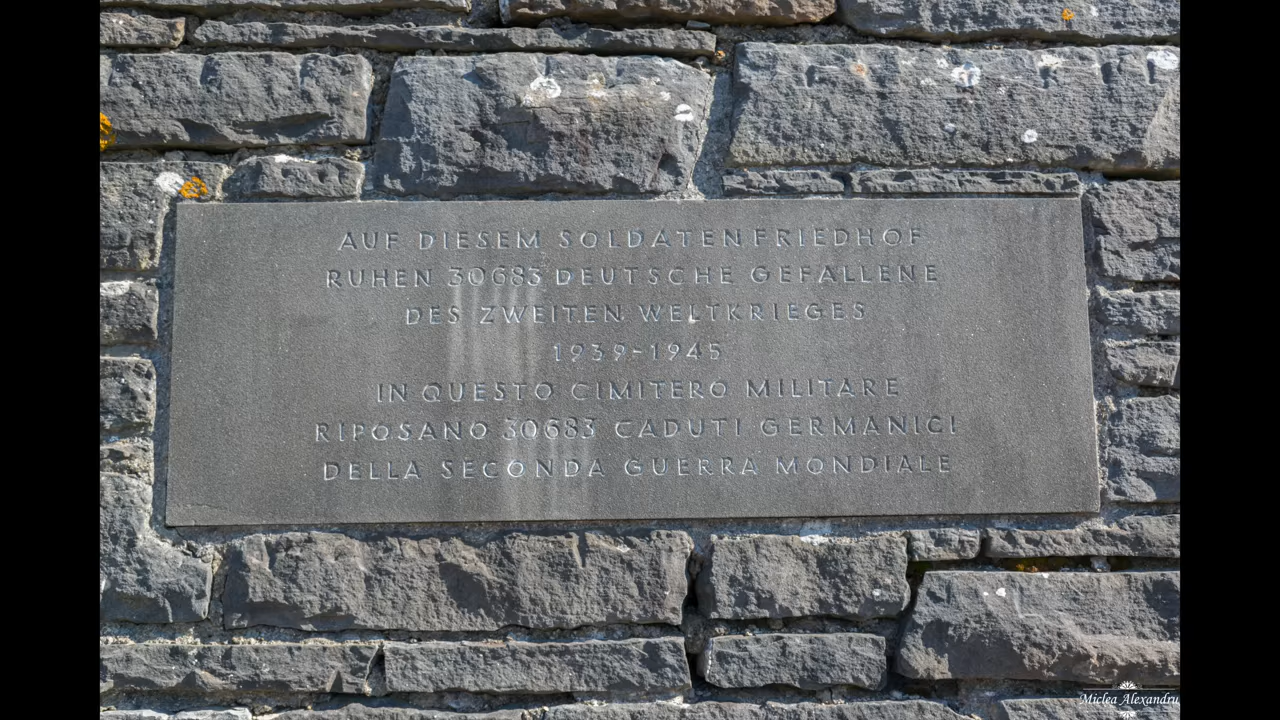 AUF DIESEM SOLDATENFRIEDHOF
RUHEN 30683 DEUTSCHE GEFALLENE
DES ZWEITEN WELTKRIEGES
1939-1945
IN QUESTO CIMITERO MILITARE
RIPOSANO 30683 CADUTI GERMANICI
DELLA SECONDA GUERRA MONDIALE
Miclea Alexandru